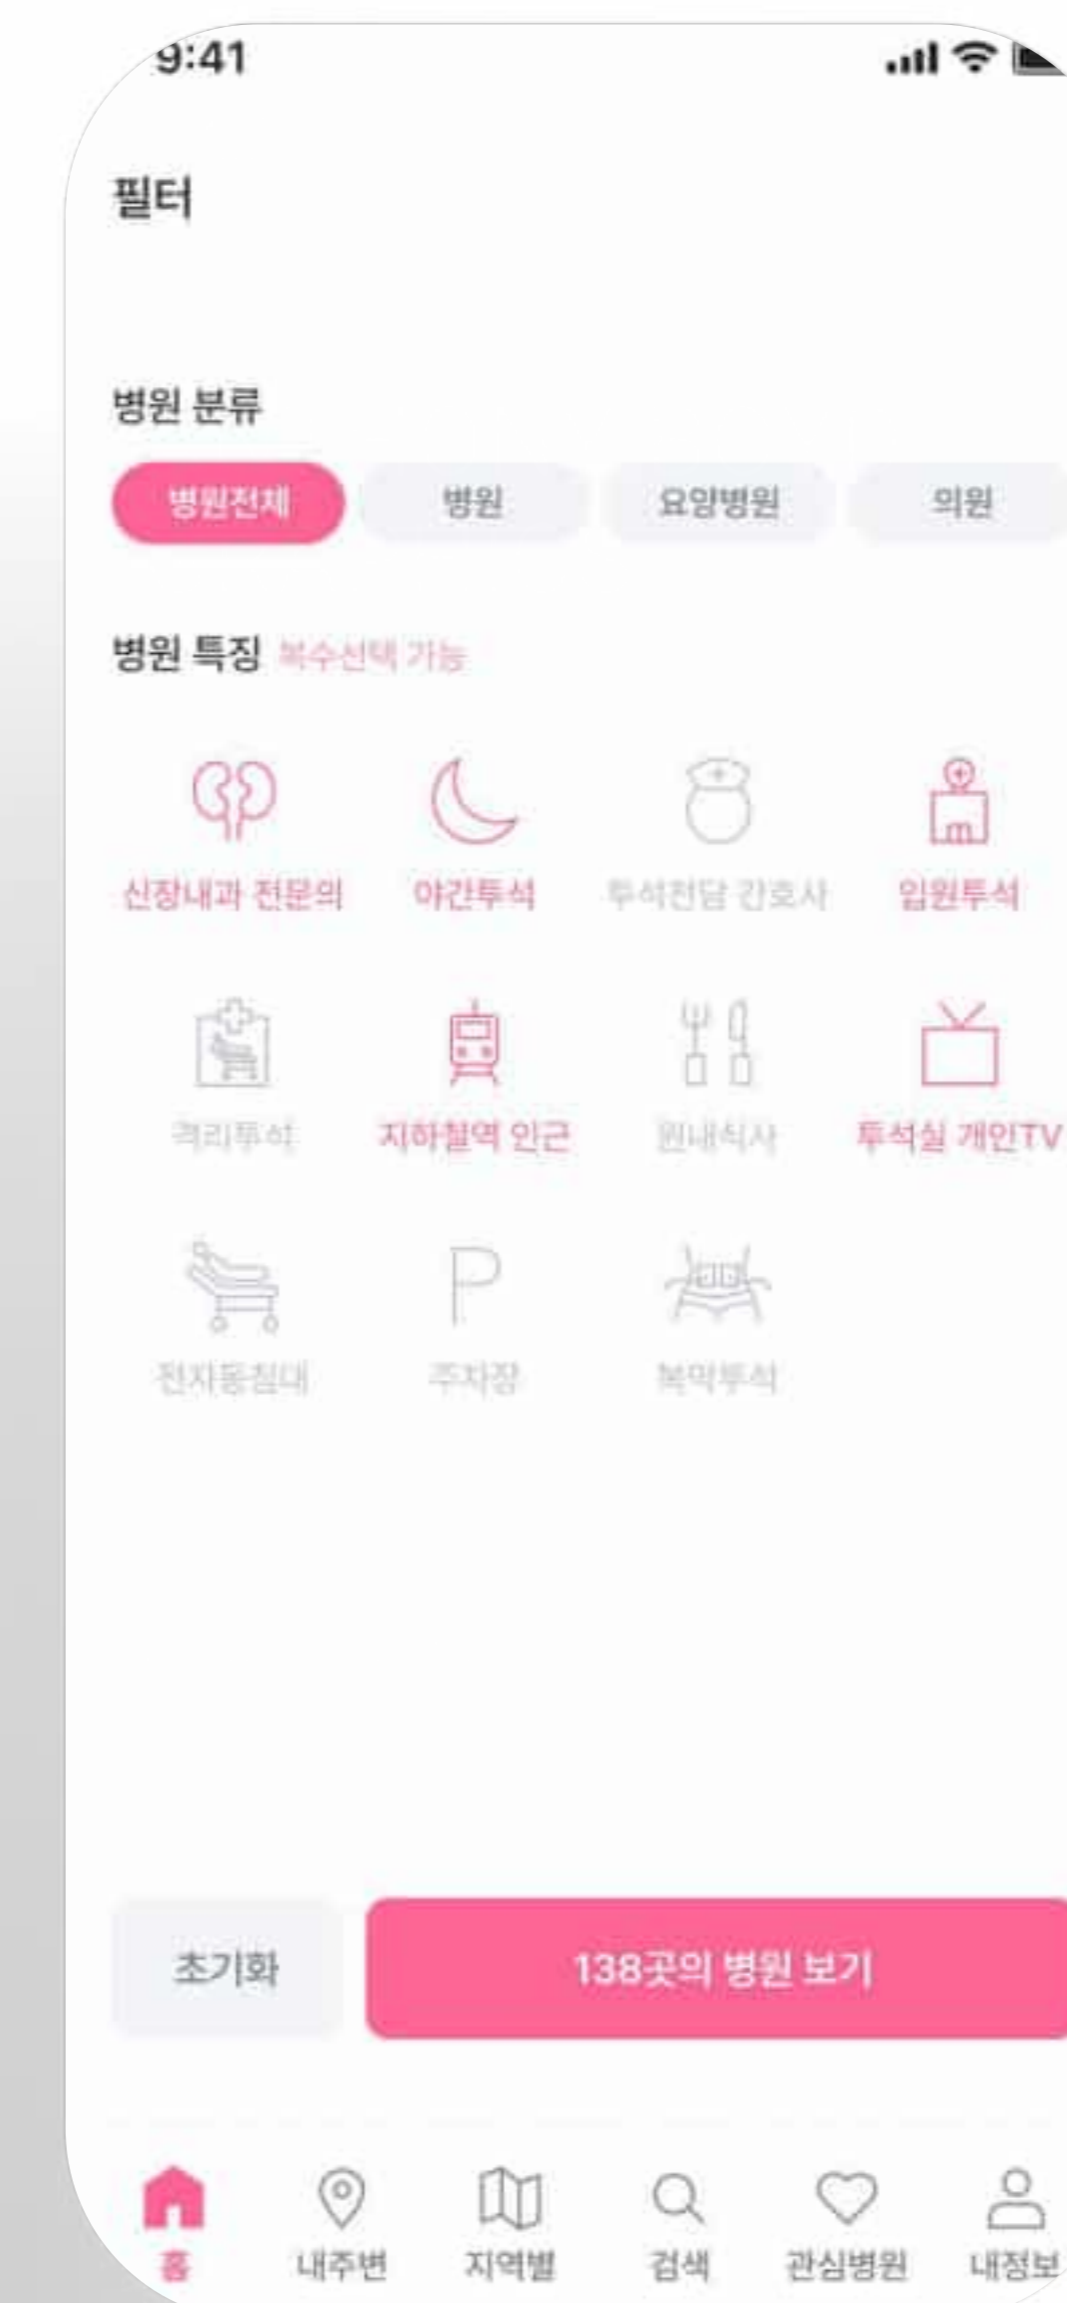 9:41
필터
병원 분류
병원전체 병원 요양병원 의원
병원 특징 복수선택 가능
신장내과 전문의 야간투석 투석전담 간호사 입원투석
격리투석 지하철역 인근 원내식사 투석실 개인TV
전자동침대 주차장 복막투석
초기화 138곳의 병원 보기
홈 내주변 지역별 검색 관심병원 내정보